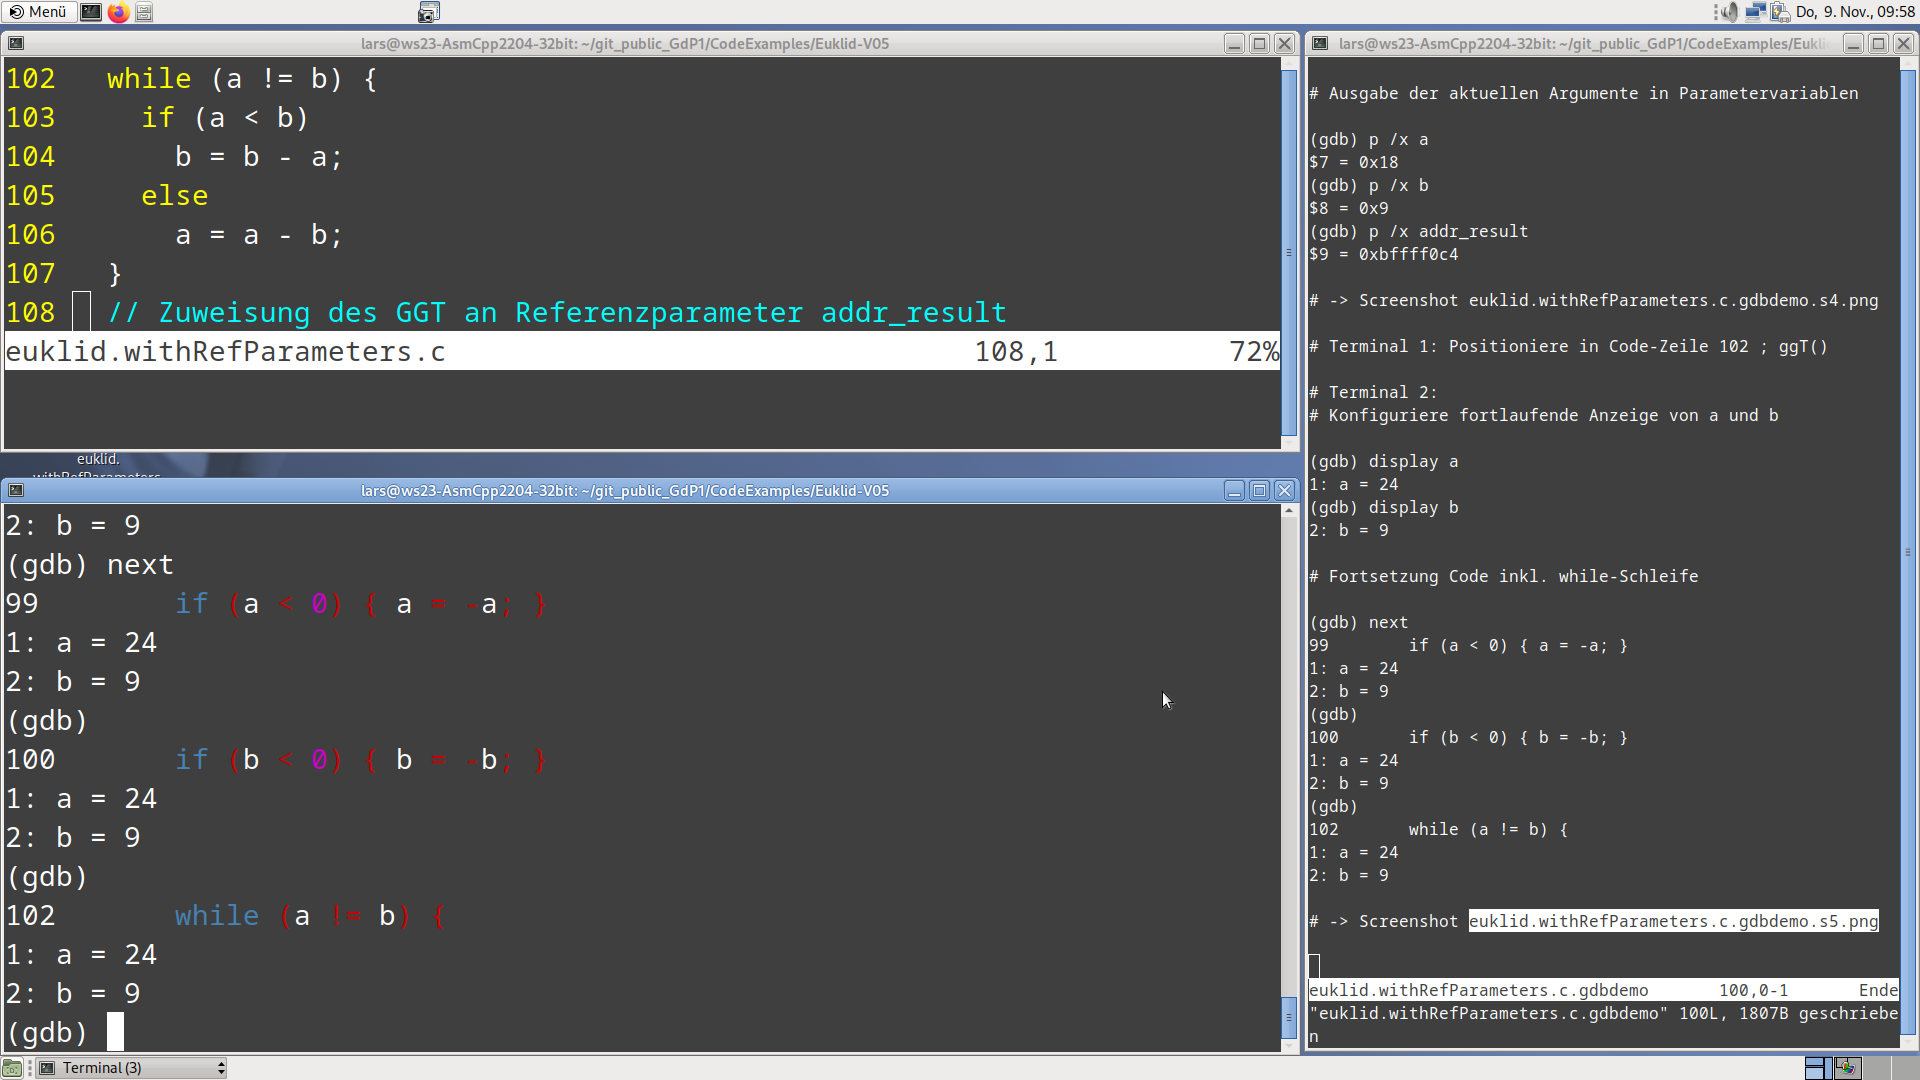 Menü
Do, 9. Nov., 09:58
lars@ws23-AsmCpp2204-32bit: ~/git_public_GdP1/CodeExamples/Euklid-V05
102   while (a != b) {
103     if (a < b)
104       b = b - a;
105     else
106       a = a - b;
107   }
108   // Zuweisung des GGT an Referenzparameter addr_result
euklid.withRefParameters.c 108,1 72%
euklid.
withRefParameters
lars@ws23-AsmCpp2204-32bit: ~/git_public_GdP1/CodeExamples/Euklid-V05
2: b = 9
(gdb) next
99        if (a < 0) { a = -a; }
1: a = 24
2: b = 9
(gdb)
100       if (b < 0) { b = -b; }
1: a = 24
2: b = 9
(gdb)
102       while (a != b) {
1: a = 24
2: b = 9
(gdb)
lars@ws23-AsmCpp2204-32bit: ~/git_public_GdP1/CodeExamples/Eukli
# Ausgabe der aktuellen Argumente in Parametervariablen
(gdb) p /x a
$7 = 0x18
(gdb) p /x b
$8 = 0x9
(gdb) p /x addr_result
$9 = 0xbffff0c4
# -> Screenshot euklid.withRefParameters.c.gdbdemo.s4.png
# Terminal 1: Positioniere in Code-Zeile 102 ; ggT()
# Terminal 2:
# Konfiguriere fortlaufende Anzeige von a und b
(gdb) display a
1: a = 24
(gdb) display b
2: b = 9
# Fortsetzung Code inkl. while-Schleife
(gdb) next
99        if (a < 0) { a = -a; }
1: a = 24
2: b = 9
(gdb)
100       if (b < 0) { b = -b; }
1: a = 24
2: b = 9
(gdb)
102       while (a != b) {
1: a = 24
2: b = 9
# -> Screenshot euklid.withRefParameters.c.gdbdemo.s5.png
euklid.withRefParameters.c.gdbdemo 100,0-1 Ende
"euklid.withRefParameters.c.gdbdemo" 100L, 1807B geschriebe
n
Terminal (3)